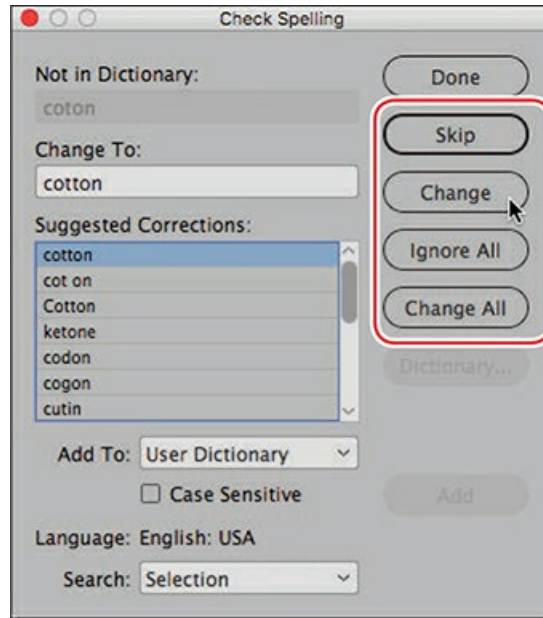 Check Spelling
Not in Dictionary:
coton
Change To:
cotton
Suggested Corrections:
cotton
cot on
Cotton
ketone
codon
cogon
cutin
Add To: User Dictionary
Case Sensitive
Language: English: USA
Search: Selection
Done
Skip
Change
Ignore All
Change All
Dictionary...
Add